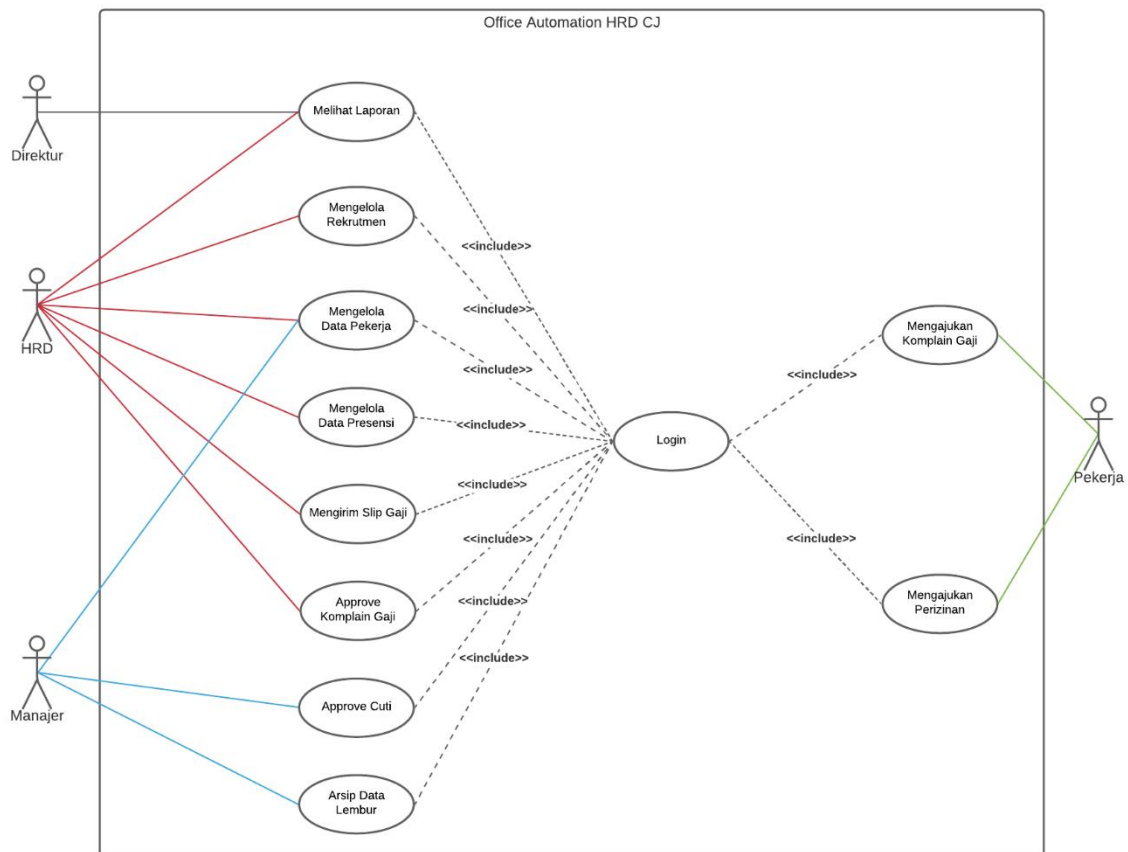 Office Automation HRD CJ
Direktur
Melihat Laporan
Mengelola
Rekrutmen
<<include>>
HRD
Mengelola
Data Pekerja
<<include>>
Mengajukan
Komplain Gaji
<<include>>
<<include>>
Mengelola
Data Presensi
<<include>>
Login
Pekerja
Mengirim Slip Gaji
<<include>>
<<include>>
<<include>>
Approve
Komplain Gaji
<<include>>
Mengajukan
Perizinan
<<include>>
Manajer
Approve Cuti
Arsip Data
Lembur